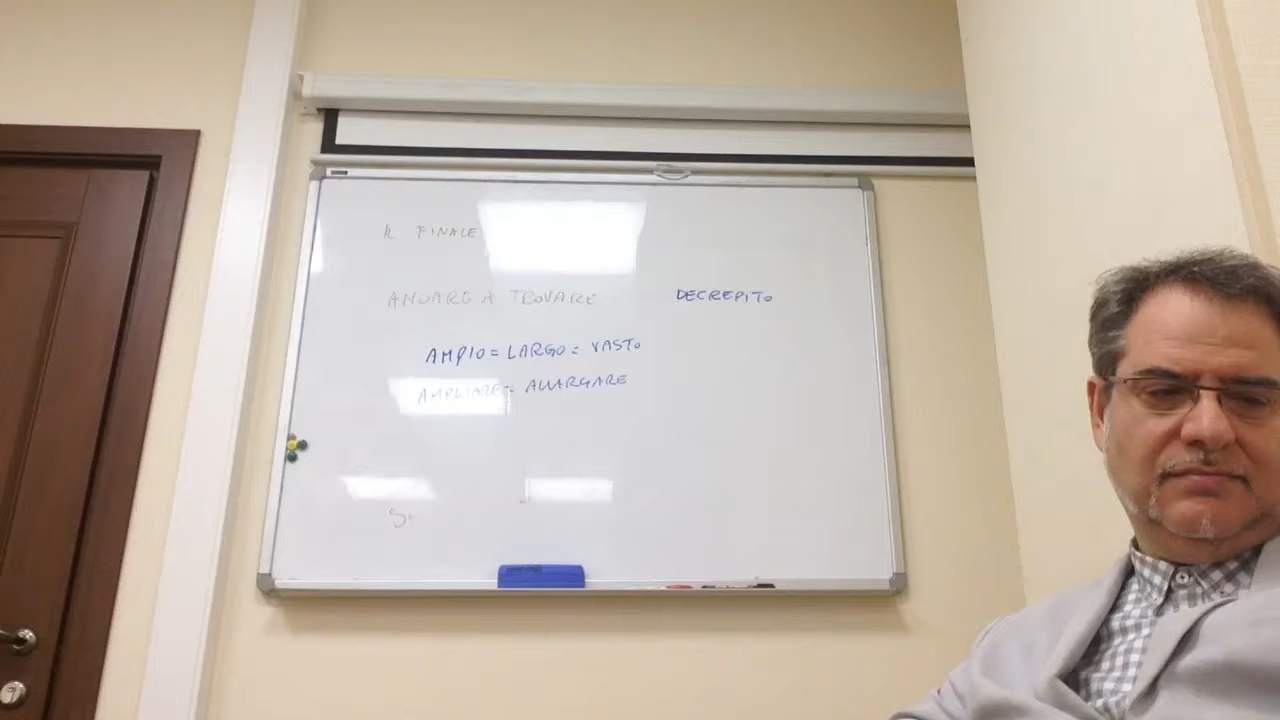 IL FINALE
ANDARE A TROVARE
DECREPITO
AMPIO = LARGO = VASTO
AMPLIARE = ALLARGARE